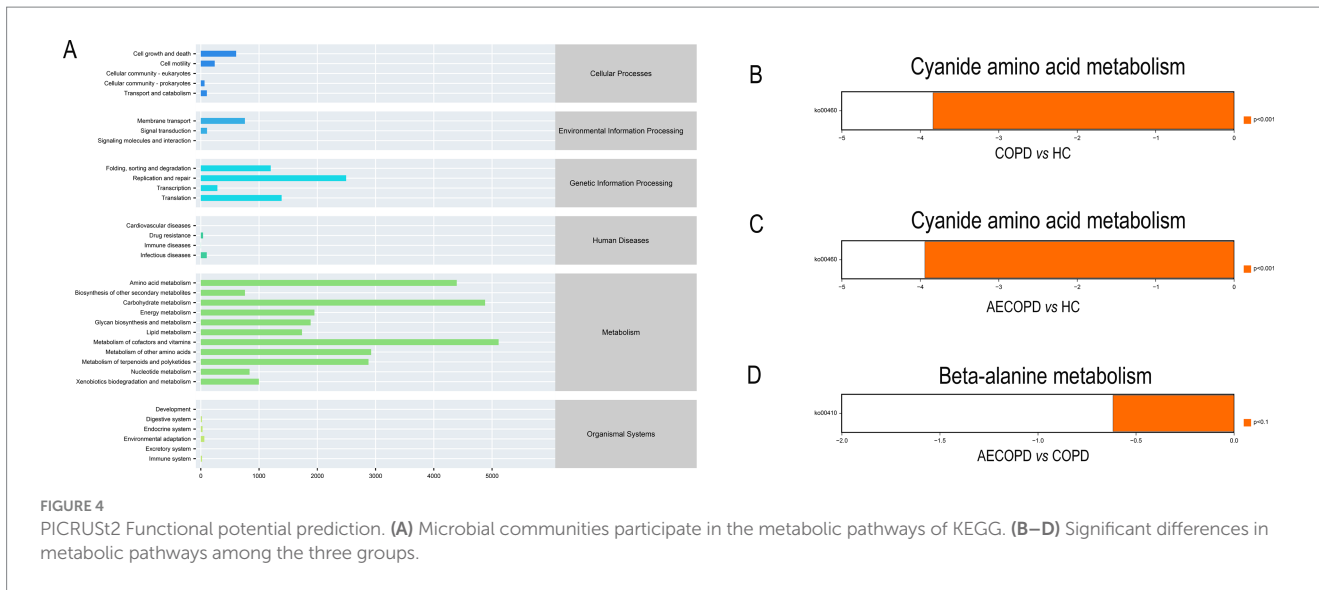 A
Cell growth and death
Cell motility
Cellular community - eukaryotes
Cellular community - prokaryotes
Transport and catabolism
Cellular Processes
Membrane transport
Signal transduction
Signaling molecules and interaction
Environmental Information Processing
Folding, sorting and degradation
Replication and repair
Transcription
Translation
Genetic Information Processing
Cardiovascular diseases
Drug resistance
Immune diseases
Infectious diseases
Human Diseases
Amino acid metabolism
Biosynthesis of other secondary metabolites
Carbohydrate metabolism
Energy metabolism
Glycan biosynthesis and metabolism
Lipid metabolism
Metabolism of cofactors and vitamins
Metabolism of other amino acids
Metabolism of terpenoids and polyketides
Nucleotide metabolism
Xenobiotics biodegradation and metabolism
Metabolism
Development
Digestive system
Endocrine system
Environmental adaptation
Excretory system
Immune system
Organismal Systems
0 1000 2000 3000 4000 5000
B
Cyanide amino acid metabolism
ko00460
p<0.001
−5 −4 −3 −2 −1 0
COPD vs HC
C
Cyanide amino acid metabolism
ko00460
p<0.001
−5 −4 −3 −2 −1 0
AECOPD vs HC
D
Beta-alanine metabolism
ko00410
p<0.1
−2.0 −1.5 −1.0 −0.5 0.0
AECOPD vs COPD
FIGURE 4
PICRUSt2 Functional potential prediction. (A) Microbial communities participate in the metabolic pathways of KEGG. (B–D) Significant differences in
metabolic pathways among the three groups.